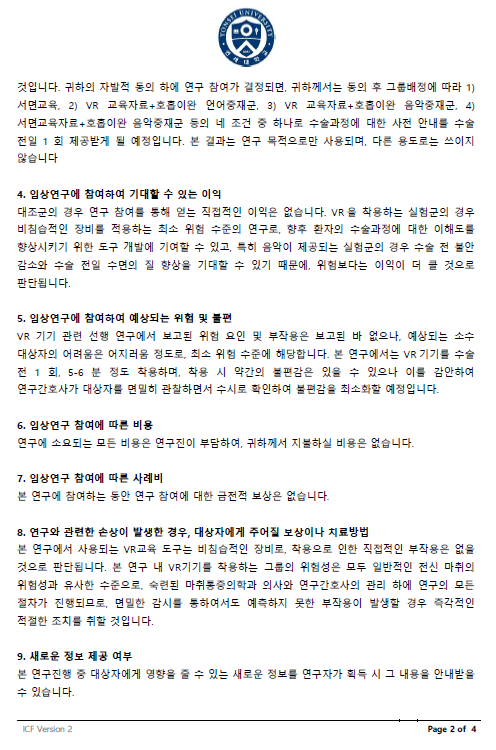 YONSEI UNIVERSITY
연세대학교
것입니다. 귀하의 자발적 동의 하에 연구 참여가 결정되면, 귀하께서는 동의 후 그룹배정에 따라 1)
서면교육, 2) VR 교육자료+호흡이완 언어중재군, 3) VR 교육자료+호흡이완 음악중재군, 4)
서면교육자료+호흡이완 음악중재군 등의 네 조건 중 하나로 수술과정에 대한 사전 안내를 수술
전일 1 회 제공받게 될 예정입니다. 본 결과는 연구 목적으로만 사용되며, 다른 용도로는 쓰이지
않습니다
4. 임상연구에 참여하여 기대할 수 있는 이익
대조군의 경우 연구 참여를 통해 얻는 직접적인 이익은 없습니다. VR 을 착용하는 실험군의 경우
비침습적인 장비를 적용하는 최소 위험 수준의 연구로, 향후 환자의 수술과정에 대한 이해도를
향상시키기 위한 도구 개발에 기여할 수 있고, 특히 음악이 제공되는 실험군의 경우 수술 전 불안
감소와 수술 전일 수면의 질 향상을 기대할 수 있기 때문에, 위험보다는 이익이 더 클 것으로
판단됩니다.
5. 임상연구에 참여하여 예상되는 위험 및 불편
VR 기기 관련 선행 연구에서 보고된 위험 요인 및 부작용은 보고된 바 없으나, 예상되는 소수
대상자의 어려움은 어지러움 정도로, 최소 위험 수준에 해당합니다. 본 연구에서는 VR 기기를 수술
전 1 회, 5-6 분 정도 착용하며, 착용 시 약간의 불편감은 있을 수 있으나 이를 감안하여
연구간호사가 대상자를 면밀히 관찰하면서 수시로 확인하여 불편감을 최소화할 예정입니다.
6. 임상연구 참여에 따른 비용
연구에 소요되는 모든 비용은 연구진이 부담하여, 귀하께서 지불하실 비용은 없습니다.
7. 임상연구 참여에 따른 사례비
본 연구에 참여하는 동안 연구 참여에 대한 금전적 보상은 없습니다.
8. 연구와 관련한 손상이 발생한 경우, 대상자에게 주어질 보상이나 치료방법
본 연구에서 사용되는 VR교육 도구는 비침습적인 장비로, 착용으로 인한 직접적인 부작용은 없을
것으로 판단됩니다. 본 연구 내 VR기기를 착용하는 그룹의 위험성은 모두 일반적인 전신 마취의
위험성과 유사한 수준으로, 숙련된 마취통증의학과 의사와 연구간호사의 관리 하에 연구의 모든
절차가 진행되므로, 면밀한 감시를 통하여서도 예측하지 못한 부작용이 발생할 경우 즉각적인
적절한 조치를 취할 것입니다.
9. 새로운 정보 제공 여부
본 연구진행 중 대상자에게 영향을 줄 수 있는 새로운 정보를 연구자가 획득 시 그 내용을 안내받을
수 있습니다.
ICF Version 2
Page 2 of 4